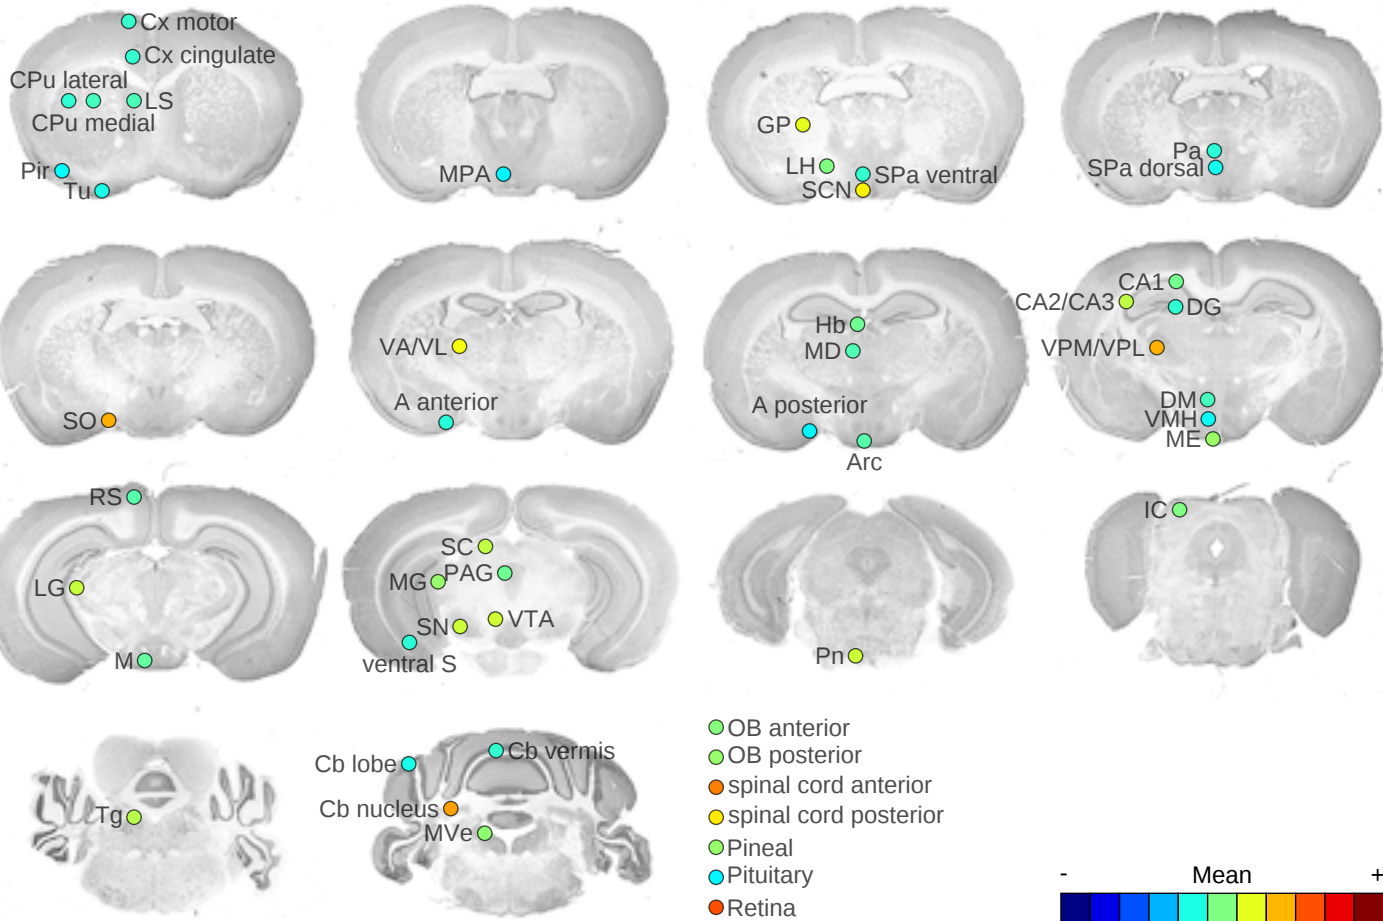 Cx motor
Cx cingulate
CPu lateral
LS
CPu medial
Pir
Tu
MPA
GP
LH
SPa ventral
SCN
Pa
SPa dorsal
SO
VA/VL
A anterior
Hb
MD
A posterior
Arc
CA1
CA2/CA3
DG
VPM/VPL
DM
VMH
ME
RS
LG
M
SC
MG
PAG
SN
VTA
ventral S
Pn
IC
Tg
Cb lobe
Cb vermis
Cb nucleus
MVe
OB anterior
OB posterior
spinal cord anterior
spinal cord posterior
Pineal
Pituitary
Retina
- Mean +